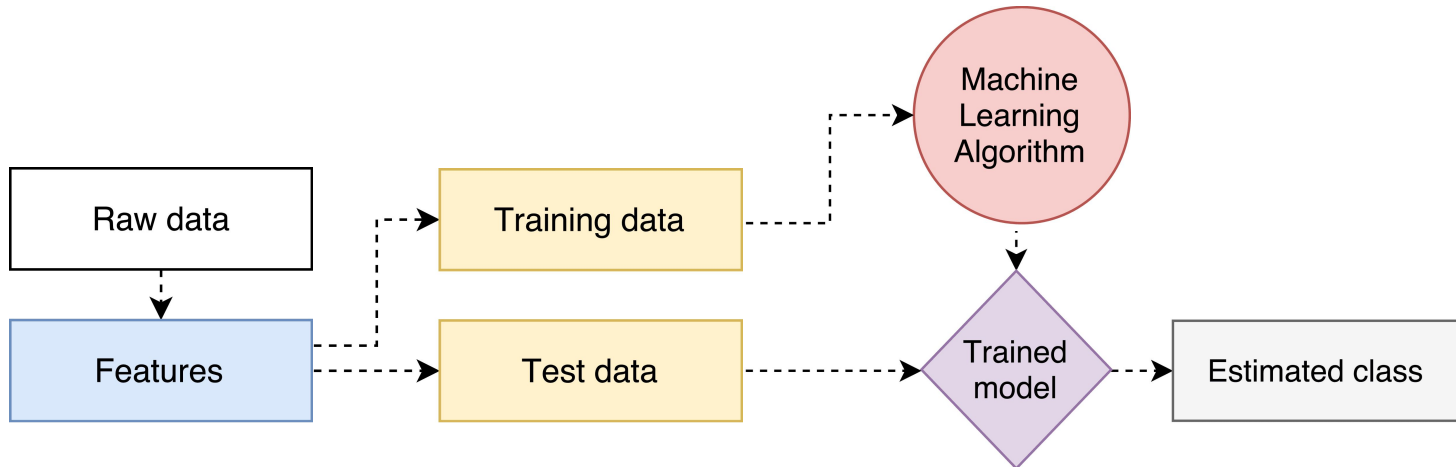 Raw data
Features
Training data
Test data
Machine
Learning
Algorithm
Trained
model
Estimated class